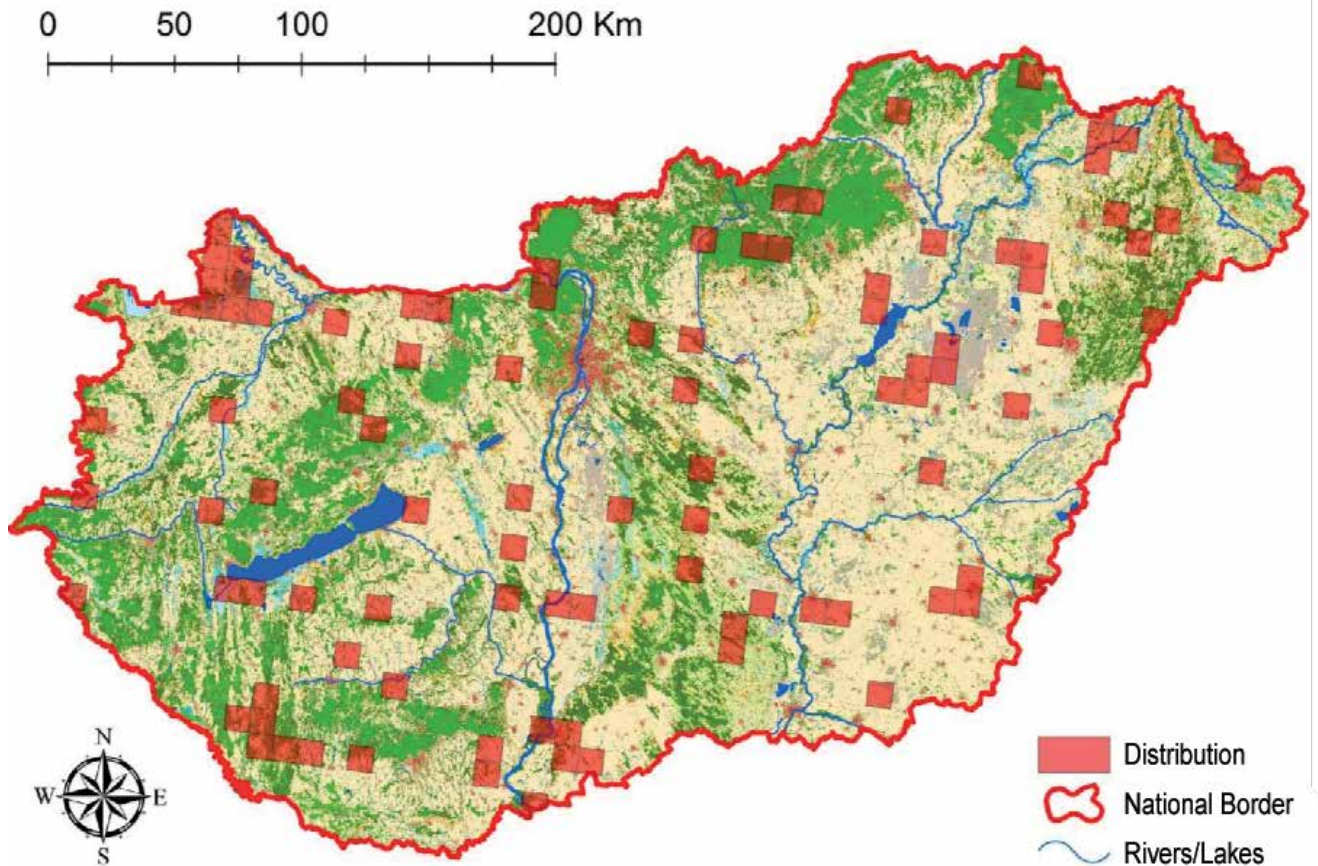 0 50 100 200 Km
N
W E
S
Distribution
National Border
Rivers/Lakes